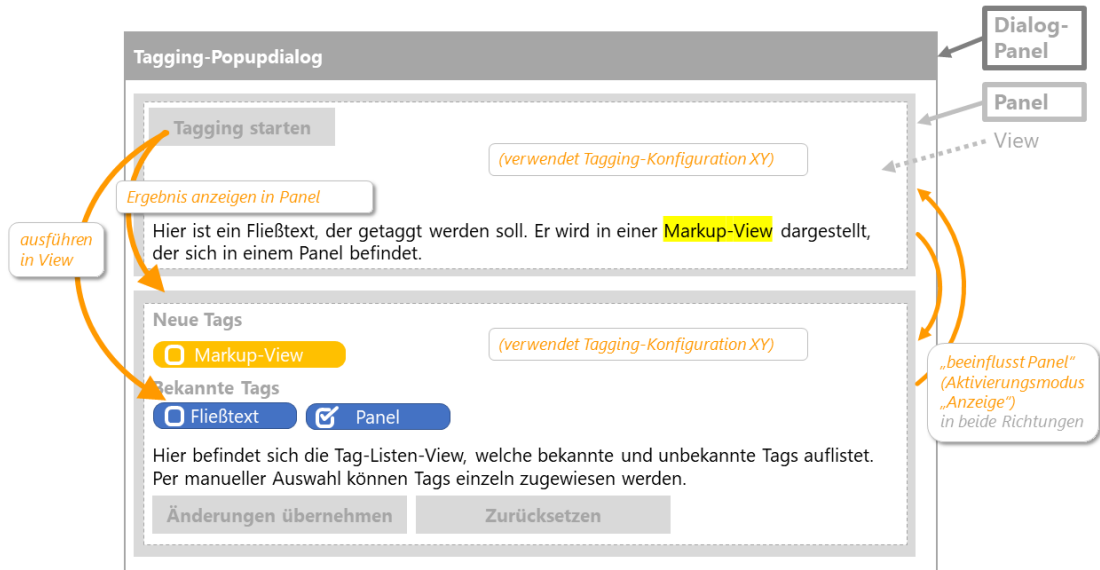 Dialog-
Panel
Tagging-Popupdialog
Panel
Tagging starten
View
(verwendet Tagging-Konfiguration XY)
Ergebnis anzeigen in Panel
ausführen
in View
Hier ist ein Fließtext, der getaggt werden soll. Er wird in einer Markup-View dargestellt,
der sich in einem Panel befindet.
Neue Tags
(verwendet Tagging-Konfiguration XY)
Markup-View
„beeinflusst Panel“
(Aktivierungsmodus
„Anzeige“)
in beide Richtungen
Bekannte Tags
Fließtext
Panel
Hier befindet sich die Tag-Listen-View, welche bekannte und unbekannte Tags auflistet.
Per manueller Auswahl können Tags einzeln zugewiesen werden.
Änderungen übernehmen
Zurücksetzen